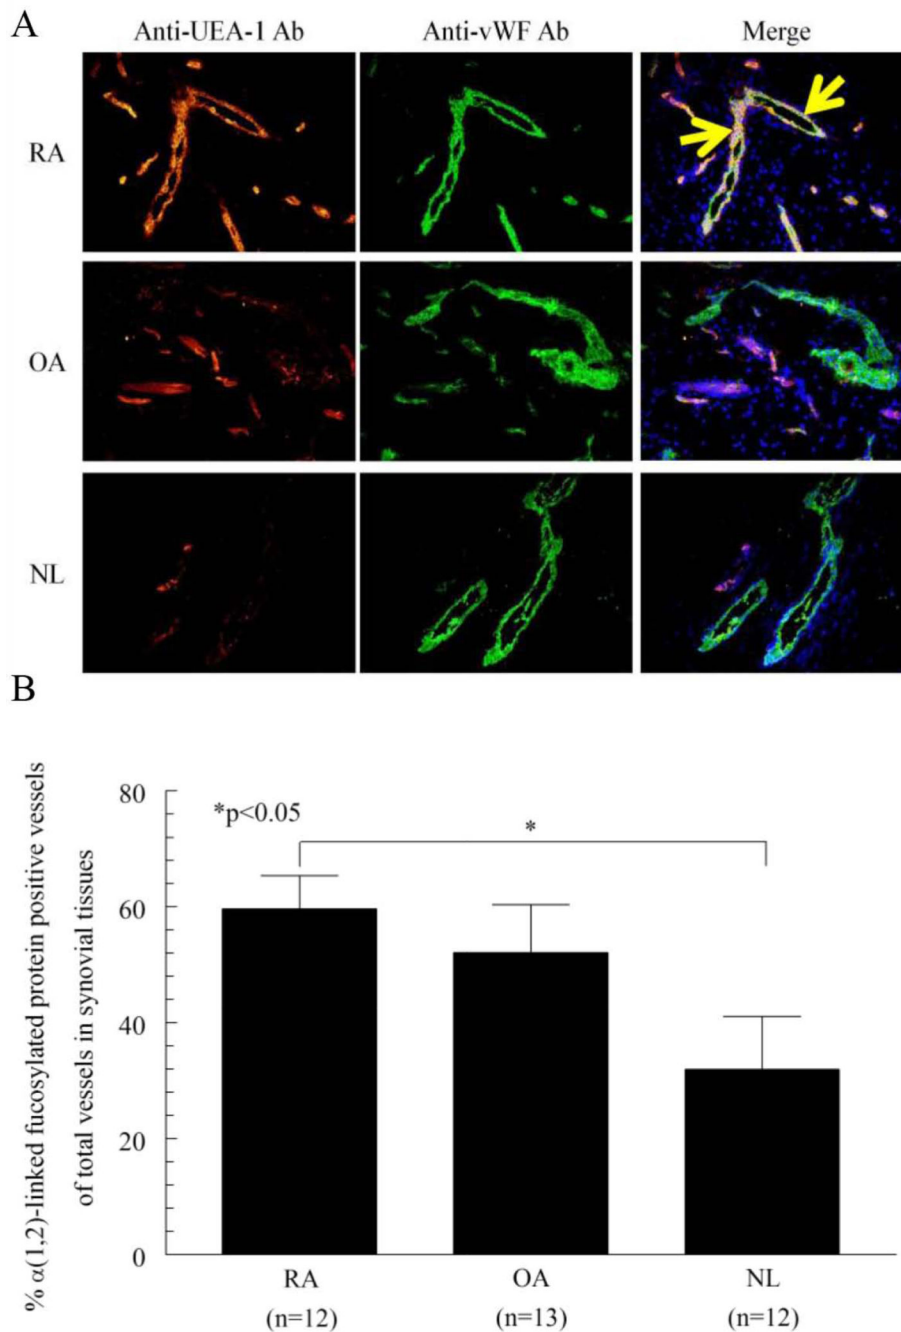 A
Anti-UEA-1 Ab
Anti-vWF Ab
Merge
RA
OA
NL
B
% α(1,2)-linked fucosylated protein positive vessels
of total vessels in synovial tissues
80
60
40
20
0
*p<0.05
*
RA
OA
NL
(n=12)
(n=13)
(n=12)